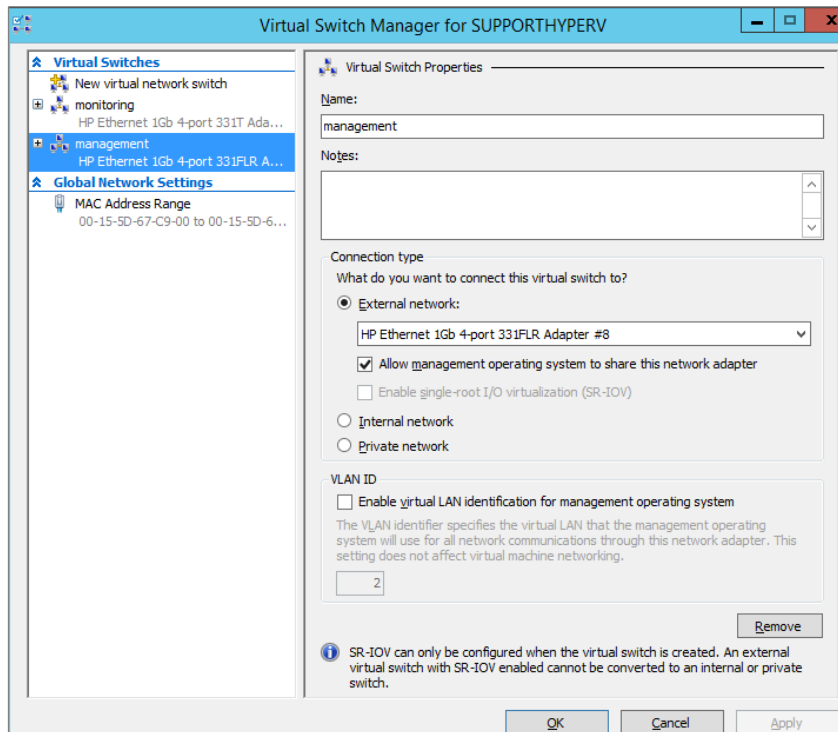 Virtual Switch Manager for SUPPORTHYPERV
Virtual Switches
New virtual network switch
monitoring
HP Ethernet 1Gb 4-port 331T Ada...
management
HP Ethernet 1Gb 4-port 331FLR A...
Global Network Settings
MAC Address Range
00-15-5D-67-C9-00 to 00-15-5D-6...
Virtual Switch Properties
Name:
management
Notes:
Connection type
What do you want to connect this virtual switch to?
External network:
HP Ethernet 1Gb 4-port 331FLR Adapter #8
Allow management operating system to share this network adapter
Enable single-root I/O virtualization (SR-IOV)
Internal network
Private network
VLAN ID
Enable virtual LAN identification for management operating system
The VLAN identifier specifies the virtual LAN that the management operating
system will use for all network communications through this network adapter. This
setting does not affect virtual machine networking.
2
Remove
SR-IOV can only be configured when the virtual switch is created. An external
virtual switch with SR-IOV enabled cannot be converted to an internal or private
switch.
OK
Cancel
Apply